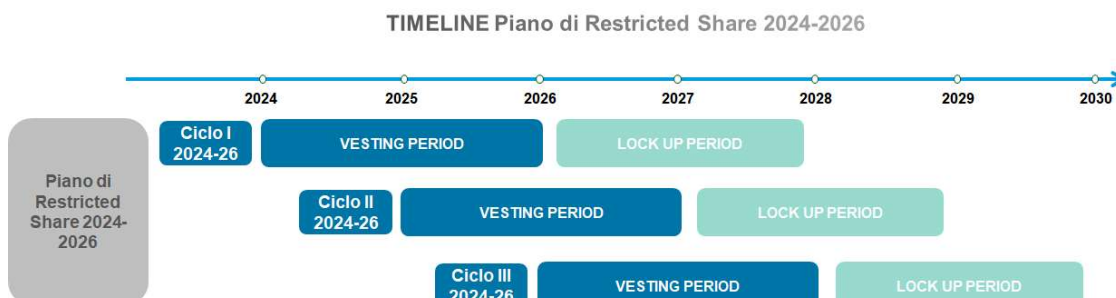 TIMELINE Piano di Restricted Share 2024-2026
2024 2025 2026 2027 2028 2029 2030
Piano di
Restricted
Share 2024-
2026
Ciclo I
2024-26
VESTING PERIOD
LOCK UP PERIOD
Ciclo II
2024-26
VESTING PERIOD
LOCK UP PERIOD
Ciclo III
2024-26
VESTING PERIOD
LOCK UP PERIOD